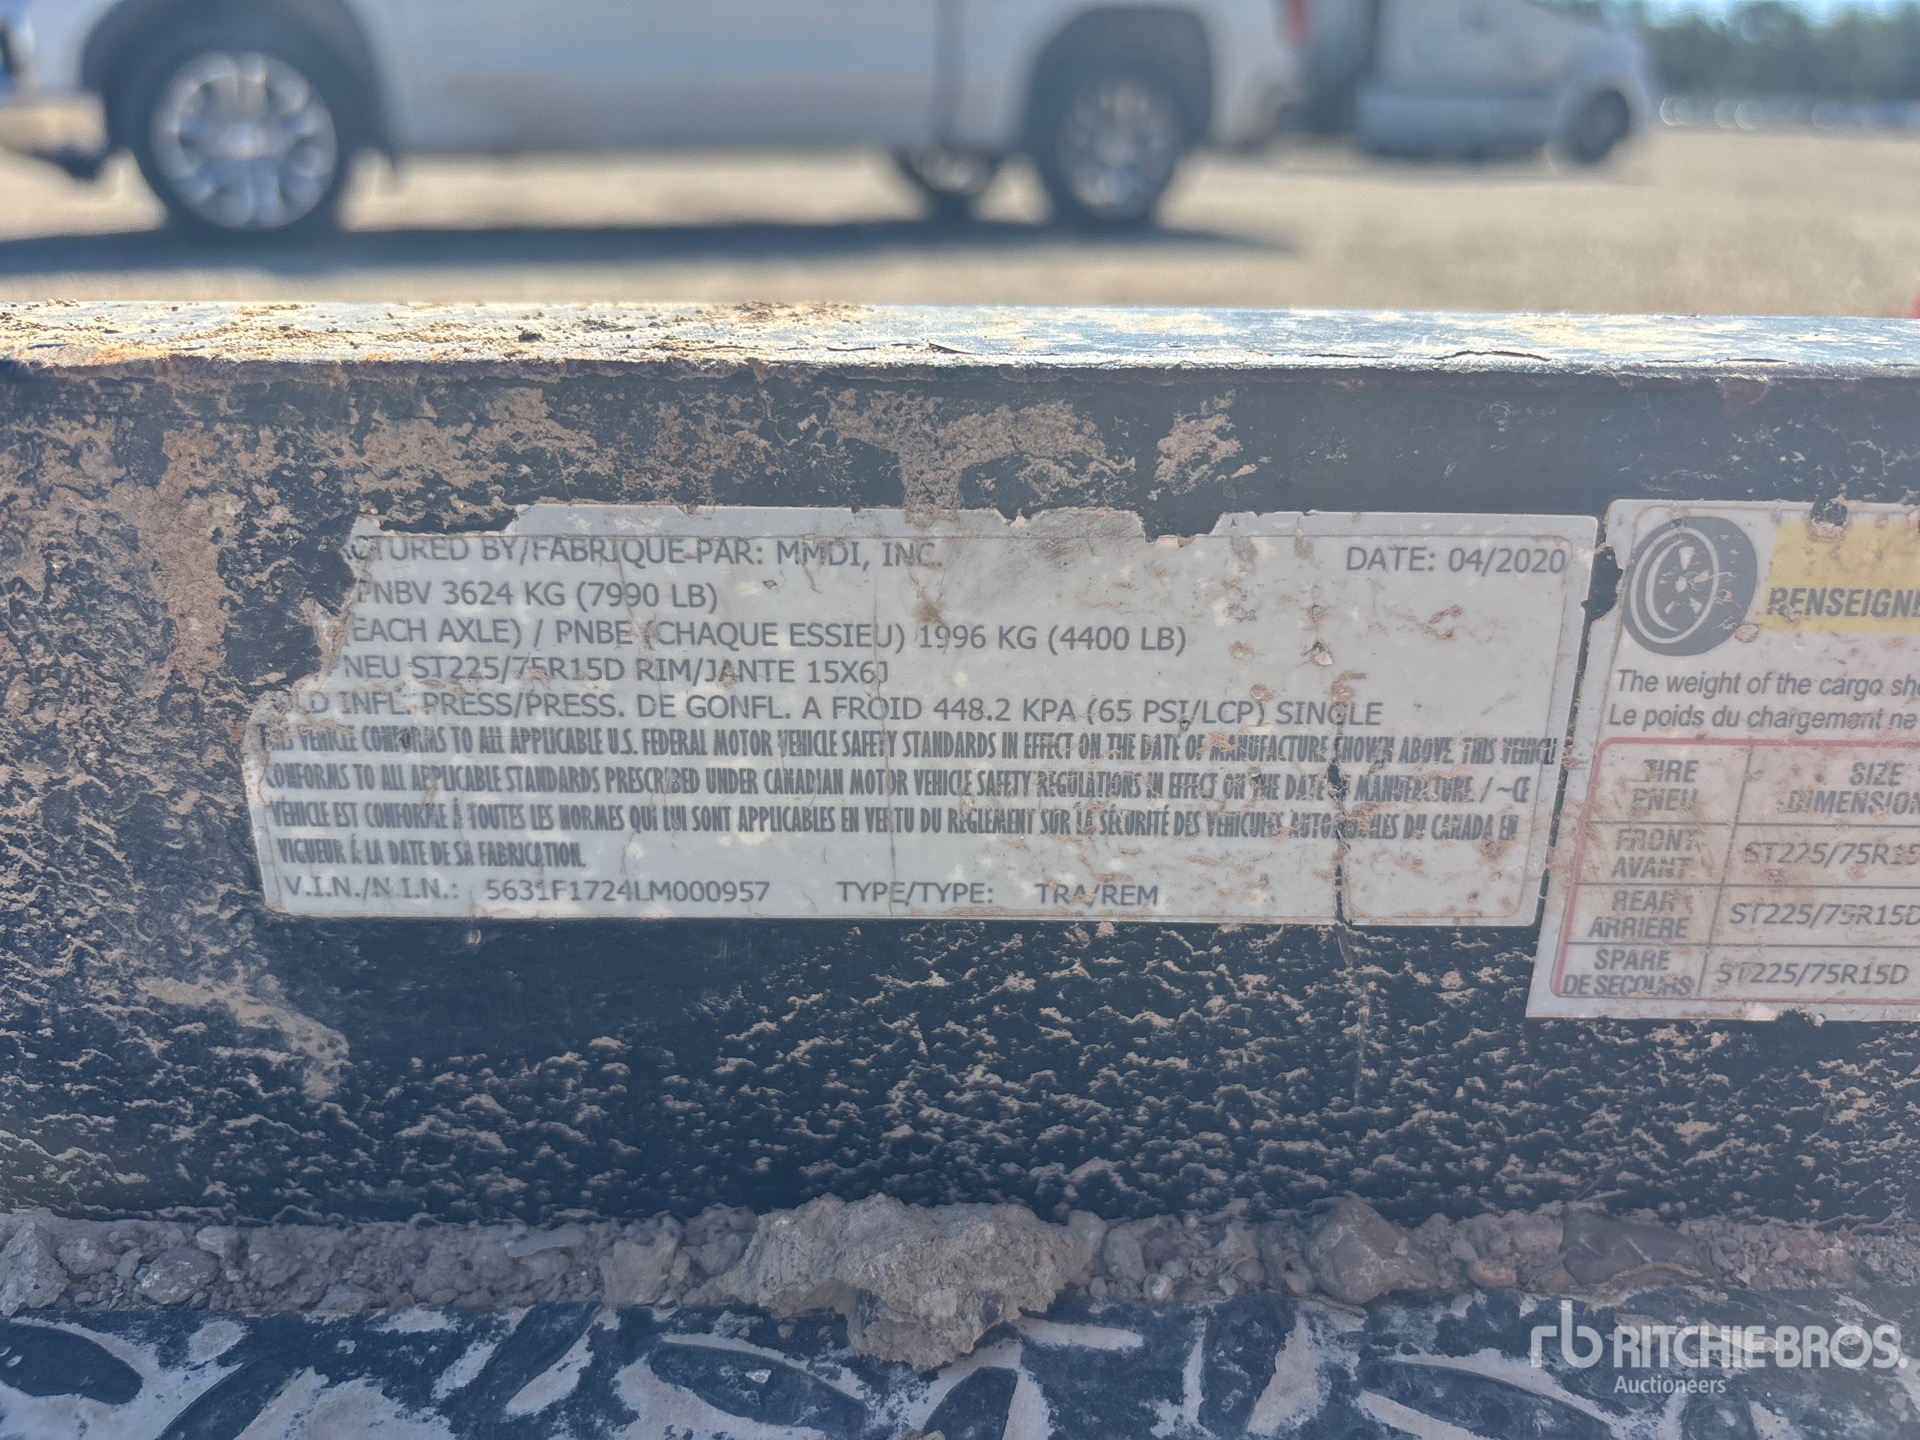 CTURED BY/FABRIQUE PAR: MMDI, INC. DATE: 04/2020
PNBV 3624 KG (7990 LB)
EACH AXLE) / PNBE (CHAQUE ESSIEU) 1996 KG (4400 LB)
NEU ST225/75R15D RIM/JANTE 15X6J
LD INFL. PRESS/PRESS. DE GONFL. A FROID 448.2 KPA (65 PSI/LCP) SINGLE
VEHICLE CONFORMS TO ALL APPLICABLE U.S. FEDERAL MOTOR VEHICLE SAFETY STANDARDS IN EFFECT ON THE DATE OF MANUFACTURE SHOWN ABOVE. THIS VEHICLE
CONFORMS TO ALL APPLICABLE STANDARDS PRESCRIBED UNDER CANADIAN MOTOR VEHICLE SAFETY REGULATIONS IN EFFECT ON THE DATE OF MANUFACTURE / ~CE
VÉHICLE EST CONFORME Á TOUTES LES NORMES QUI LUI SONT APPLICABLES EN VERTU DU RÉGLEMENT SUR LA SÉCURITÉ DES VEHICULES AUTOMOBILES DU CANADA EN
VIGUEUR Á LA DATE DE SA FABRICATION.
V.I.N./N.I.N.: 5631F1724LM000957 TYPE/TYPE: TRA/REM
RENSEIGN
The weight of the cargo sh
Le poids du chargement ne
TIRE PNEU
SIZE DIMENSION
FRONT AVANT
ST225/75R15
REAR ARRIERE
ST225/75R15D
SPARE DE SECOURS
ST225/75R15D
rb RITCHIE BROS.
Auctioneers